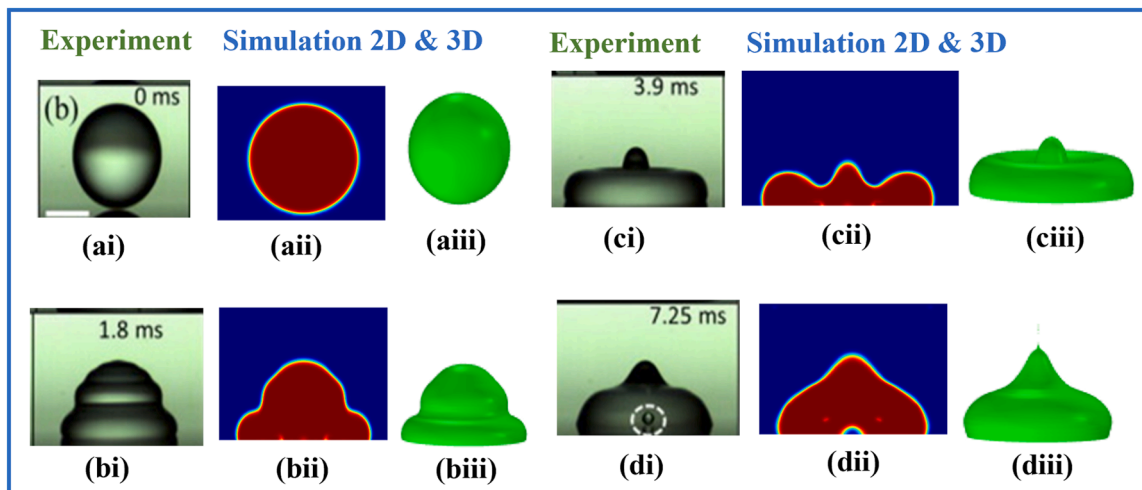 Experiment Simulation 2D & 3D Experiment Simulation 2D & 3D
(b) 0 ms 3.9 ms
(ai) (aii) (aiii) (ci) (cii) (ciii)
1.8 ms 7.25 ms
(bi) (bii) (biii) (di) (dii) (diii)